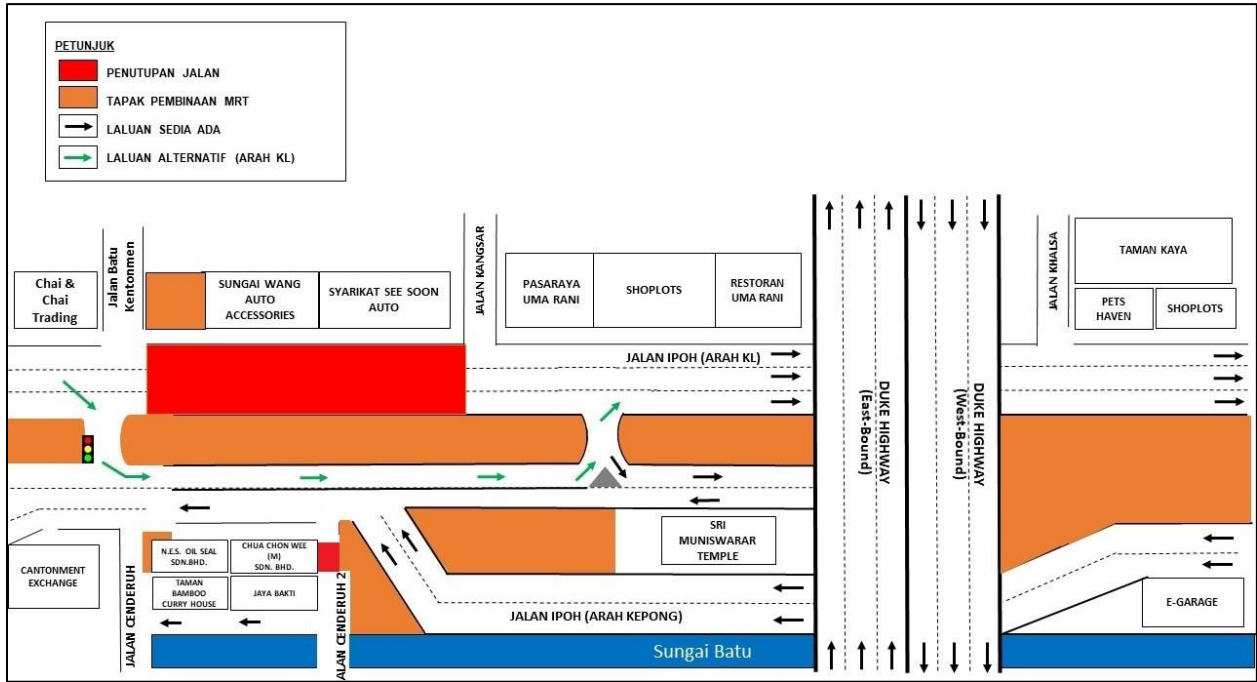 PETUNJUK
PENUTUPAN JALAN
TAPAK PEMBINAAN MRT
LALUAN SEDIA ADA
LALUAN ALTERNATIF (ARAH KL)
Chai &
Chai
Trading
Jalan Batu
Kentonmen
SUNGAI WANG
AUTO
ACCESSORIES
SYARIKAT SEE SOON
AUTO
JALAN KANGSAR
PASARAYA
UMA RANI
SHOPLOTS
RESTORAN
UMA RANI
JALAN KHALSA
TAMAN KAYA
PETS
HAVEN
SHOPLOTS
JALAN IPOH (ARAH KL)
DUKE HIGHWAY
(East-Bound)
DUKE HIGHWAY
(West-Bound)
CANTONMENT
EXCHANGE
JALAN CENDERUH
N.E.S. OIL SEAL
SDN.BHD.
CHUA CHON WEE
(M)
SDN. BHD.
TAMAN
BAMBOO
CURRY HOUSE
JAYA BAKTI
ALAN CENDERUH 2
SRI
MUNISWARAR
TEMPLE
JALAN IPOH (ARAH KEPONG)
E-GARAGE
Sungai Batu